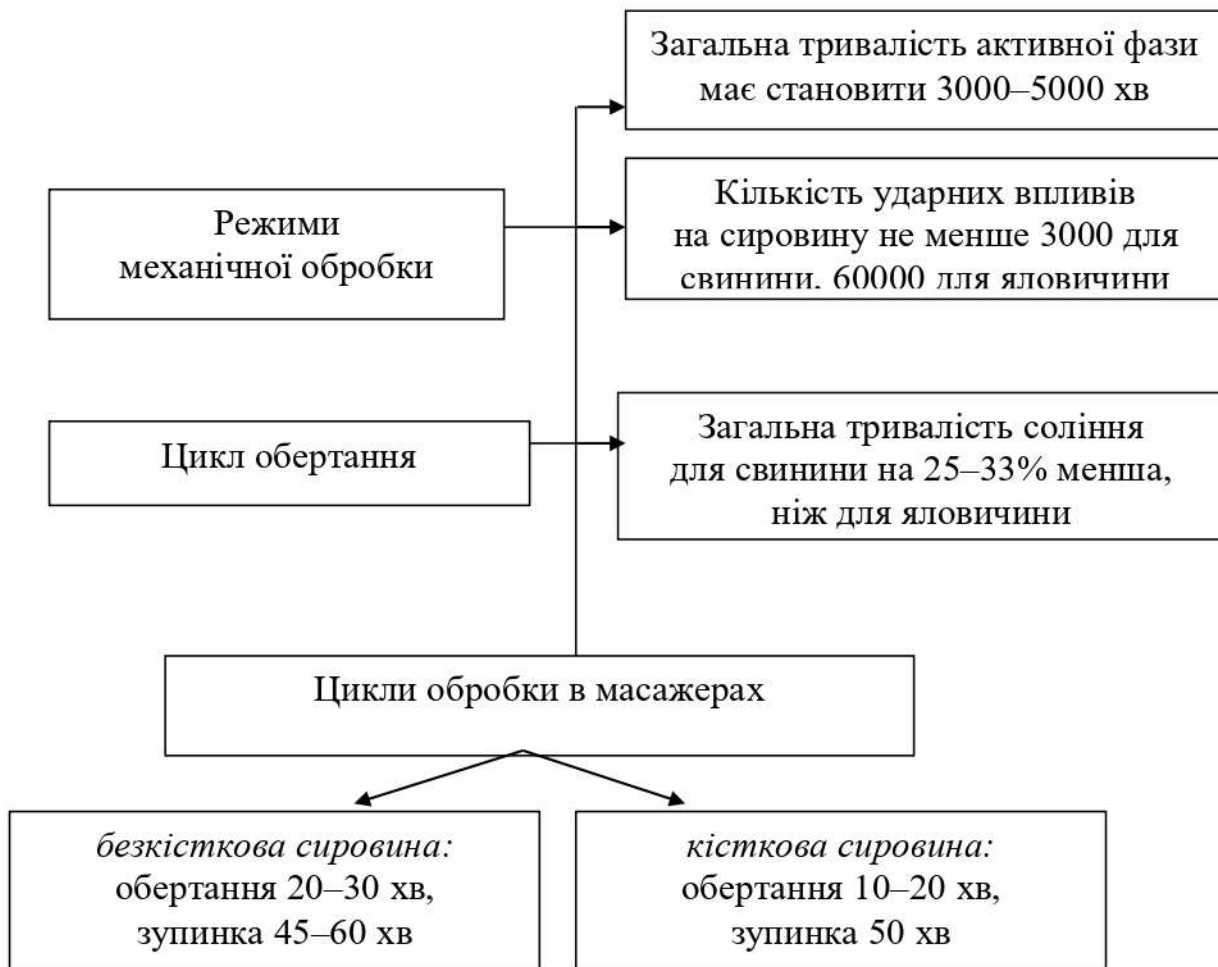 Загальна тривалість активної фази
має становити 3000–5000 хв
Режими
механічної обробки
Кількість ударних впливів
на сировину не менше 3000 для
свинини, 60000 для яловичини
Цикл обертання
Загальна тривалість соління
для свинини на 25–33% менша,
ніж для яловичини
Цикли обробки в масажерах
безкісткова сировина:
обертання 20–30 хв,
зупинка 45–60 хв
кісткова сировина:
обертання 10–20 хв,
зупинка 50 хв